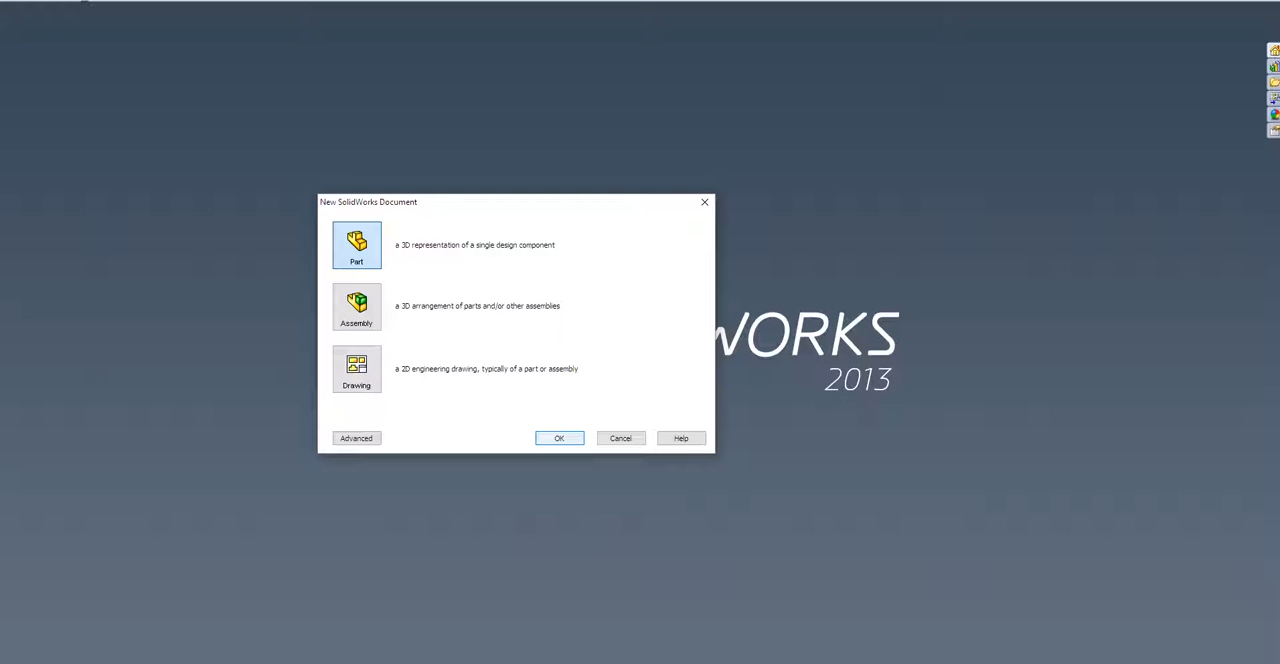 New SolidWorks Document
a 3D representation of a single design component
Part
a 3D arrangement of parts and/or other assemblies
Assembly
WORKS
2013
a 2D engineering drawing, typically of a part or assembly
Drawing
Advanced
OK
Cancel
Help